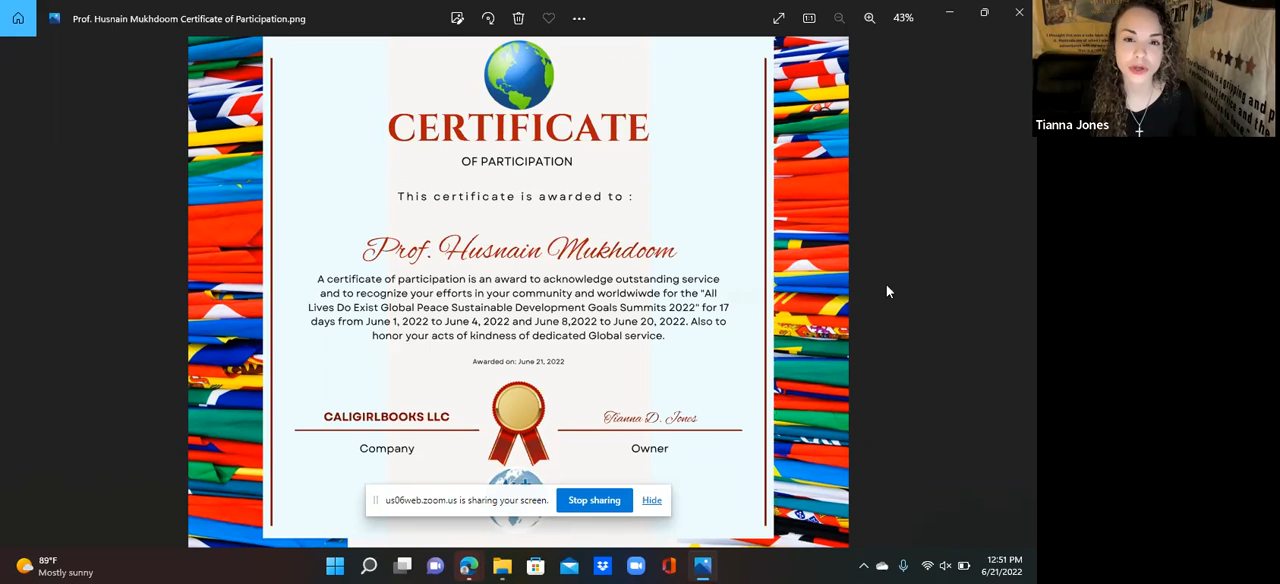 Prof. Husnain Mukhdoom Certificate of Participation.png
43%
Tianna Jones
CERTIFICATE
OF PARTICIPATION
This certificate is awarded to :
Prof. Husnain Mukhdoom
A certificate of participation is an award to acknowledge outstanding service
and to recognize your efforts in your community and worldwiwde for the "All
Lives Do Exist Global Peace Sustainable Development Goals Summits 2022" for 17
days from June 1, 2022 to June 4, 2022 and June 8,2022 to June 20, 2022. Also to
honor your acts of kindness of dedicated Global service.
Awarded on: June 21, 2022
CALIGIRLBOOKS LLC
Tianna D. Jones
Company
Owner
us06web.zoom.us is sharing your screen.
Stop sharing
Hide
89°F
Mostly sunny
12:51 PM
6/21/2022